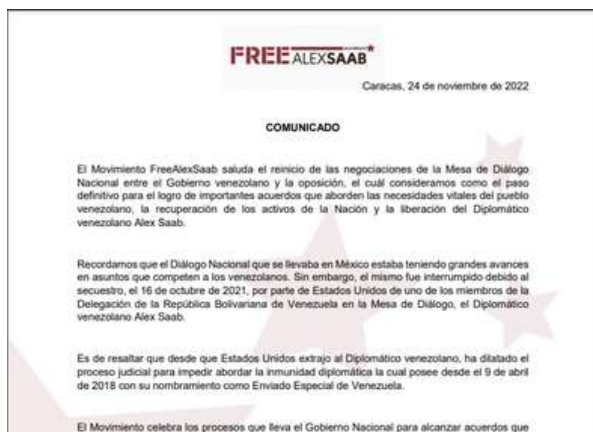 FREEALEXSAAB
Caracas, 24 de noviembre de 2022
COMUNICADO
El Movimiento FreeAlexSaab saluda el reinicio de las negociaciones de la Mesa de Diálogo
Nacional entre el Gobierno venezolano y la oposición, el cuál consideramos como el paso
definitivo para el logro de importantes acuerdos que aborden las necesidades vitales del pueblo
venezolano, la recuperación de los activos de la Nación y la liberación del Diplomático
venezolano Alex Saab.
Recordamos que el Diálogo Nacional que se llevaba en México estaba teniendo grandes avances
en asuntos que competen a los venezolanos. Sin embargo, el mismo fue interrumpido debido al
secuestro, el 16 de octubre de 2021, por parte de Estados Unidos de uno de los miembros de la
Delegación de la República Bolivariana de Venezuela en la Mesa de Diálogo, el Diplomático
venezolano Alex Saab.
Es de resaltar que desde que Estados Unidos extrajo al Diplomático venezolano, ha dilatado el
proceso judicial para impedir abordar la inmunidad diplomática la cual posee desde el 9 de abril
de 2018 con su nombramiento como Enviado Especial de Venezuela.
El Movimiento celebra los procesos que lleva el Gobierno Nacional para alcanzar acuerdos que